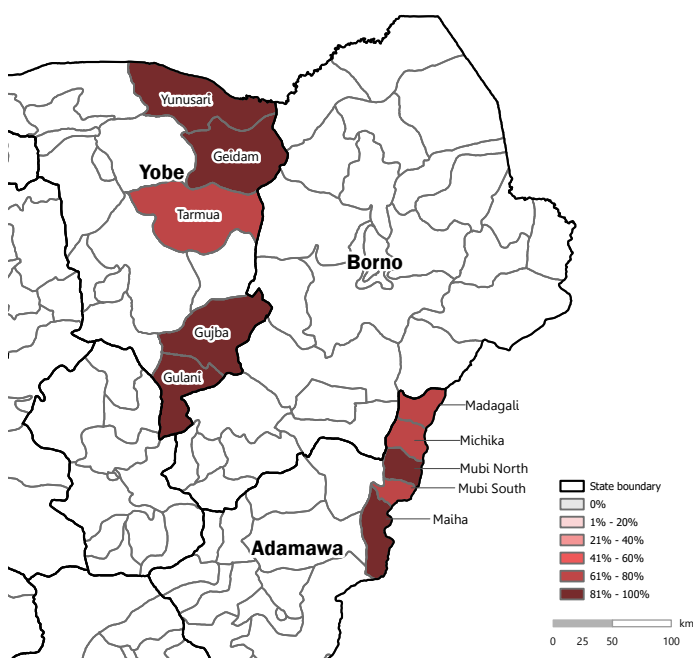 Yunusari
Geidam
Yobe
Tarmua
Borno
Gujba
Gulani
Madagali
Michika
Mubi North
Mubi South
Maiha
Adamawa
State boundary
0%
1% - 20%
21% - 40%
41% - 60%
61% - 80%
81% - 100%
km
0 25 50 100